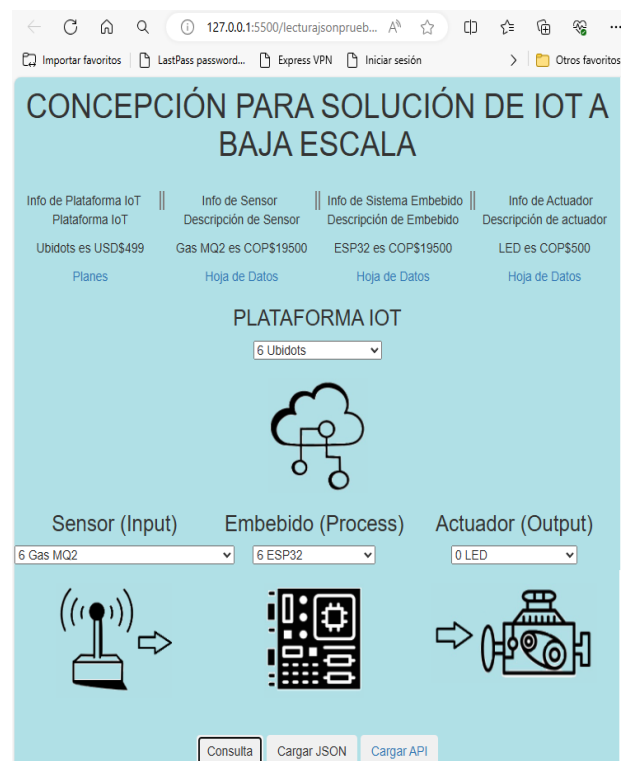 127.0.0.1:5500/lecturajsonprueb...
Importar favoritos
LastPass password...
Express VPN
Iniciar sesión
Otros favoritos
CONCEPCIÓN PARA SOLUCIÓN DE IOT A
BAJA ESCALA
Info de Plataforma IoT || Info de Sensor || Info de Sistema Embebido || Info de Actuador
Plataforma IoT Descripción de Sensor Descripción de Embebido Descripción de actuador
Ubidots es USD$499 Gas MQ2 es COP$19500 ESP32 es COP$19500 LED es COP$500
Planes Hoja de Datos Hoja de Datos Hoja de Datos
PLATAFORMA IOT
6 Ubidots
Sensor (Input) Embebido (Process) Actuador (Output)
6 Gas MQ2 6 ESP32 0 LED
Consulta Cargar JSON Cargar API